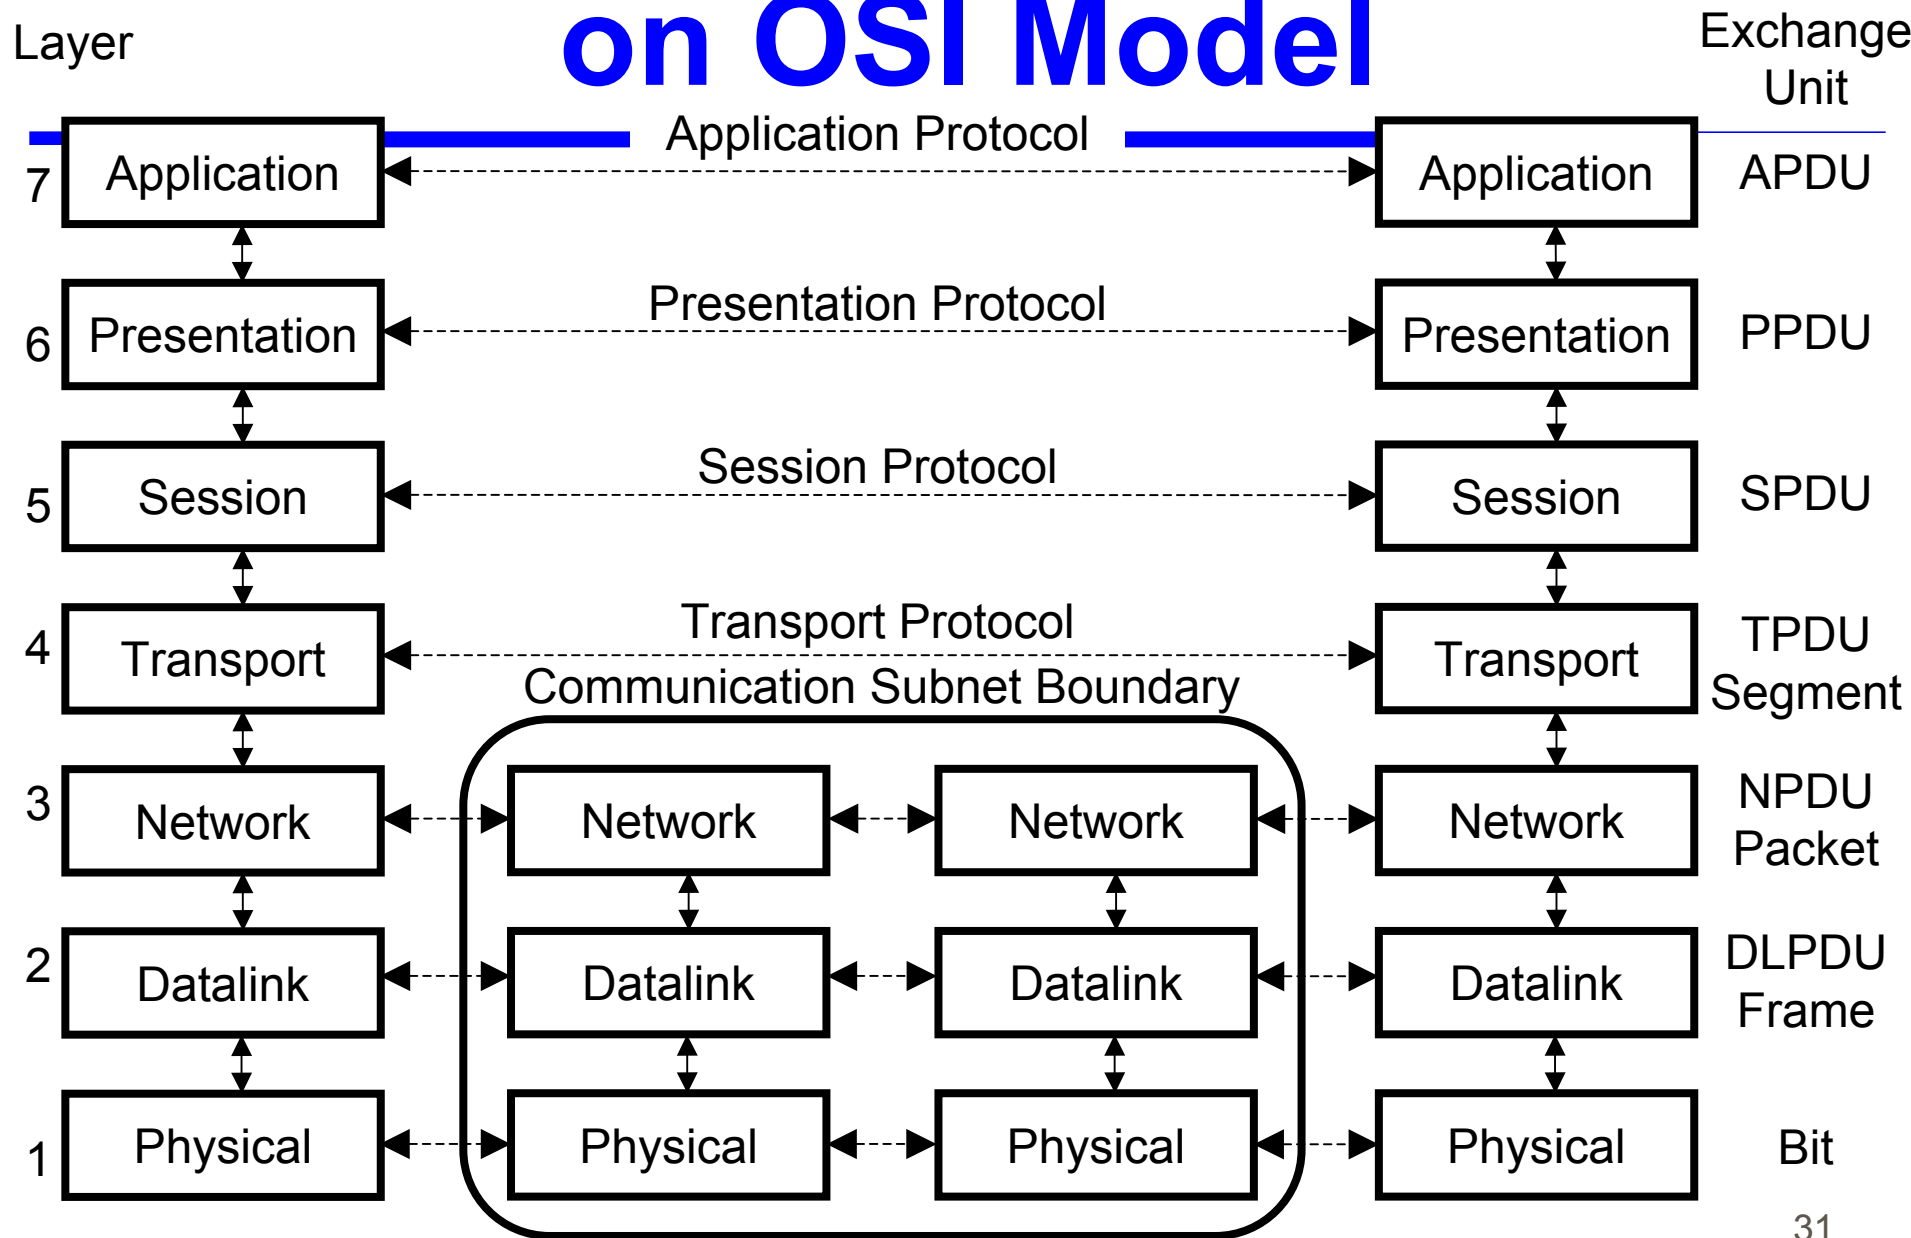 on OSI Model
Layer
Exchange
Unit
Application Protocol
7
Application
Application
APDU
Presentation Protocol
6
Presentation
Presentation
PPDU
Session Protocol
5
Session
Session
SPDU
Transport Protocol
4
Transport
Transport
TPDU
Segment
Communication Subnet Boundary
3
Network
Network
Network
Network
NPDU
Packet
2
Datalink
Datalink
Datalink
Datalink
DLPDU
Frame
1
Physical
Physical
Physical
Physical
Bit
31